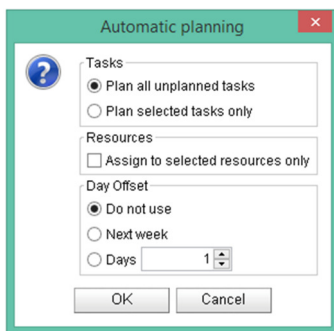 Automatic planning
Tasks
Plan all unplanned tasks
Plan selected tasks only
Resources
Assign to selected resources only
Day Offset
Do not use
Next week
Days 1
OK Cancel